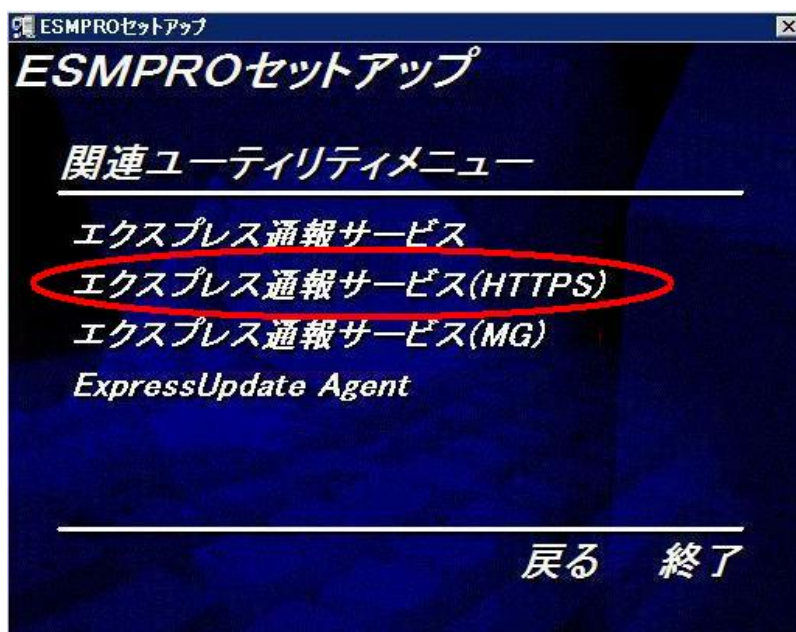 ESMPROセットアップ
ESMPROセットアップ
関連ユーティリティメニュー
エクスプレス通報サービス
エクスプレス通報サービス(HTTPS)
エクスプレス通報サービス(MG)
ExpressUpdate Agent
戻る 終了